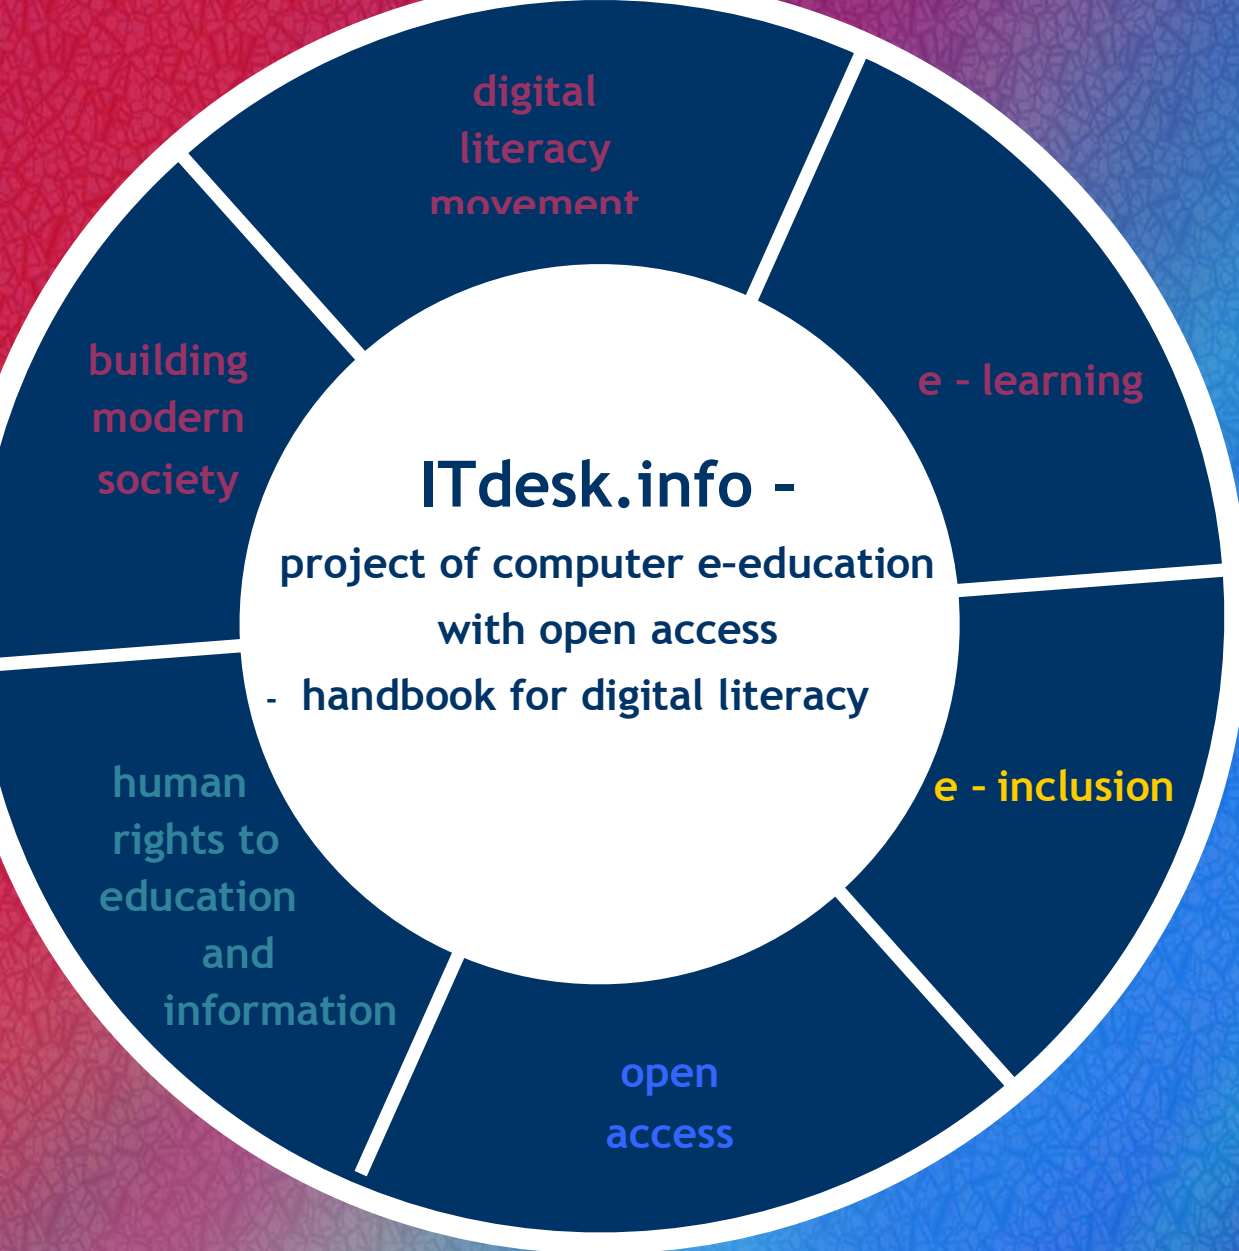 digital
literacy
movement
e – learning
building
modern
society
ITdesk.info –
project of computer e-education
with open access
- handbook for digital literacy
e – inclusion
human
rights to
education
and
information
open
access